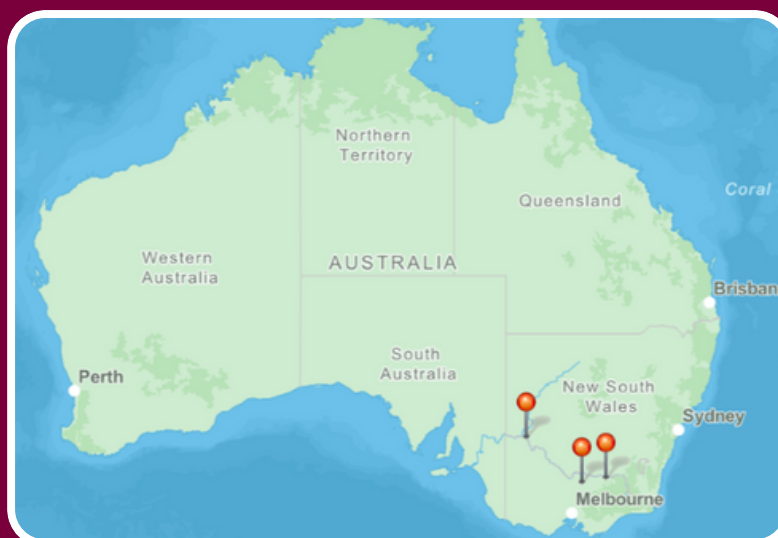 Northern
Territory
Coral
Queensland
Western
Australia
AUSTRALIA
Brisban
South
Australia
Perth
New South
Wales
Sydney
Melbourne